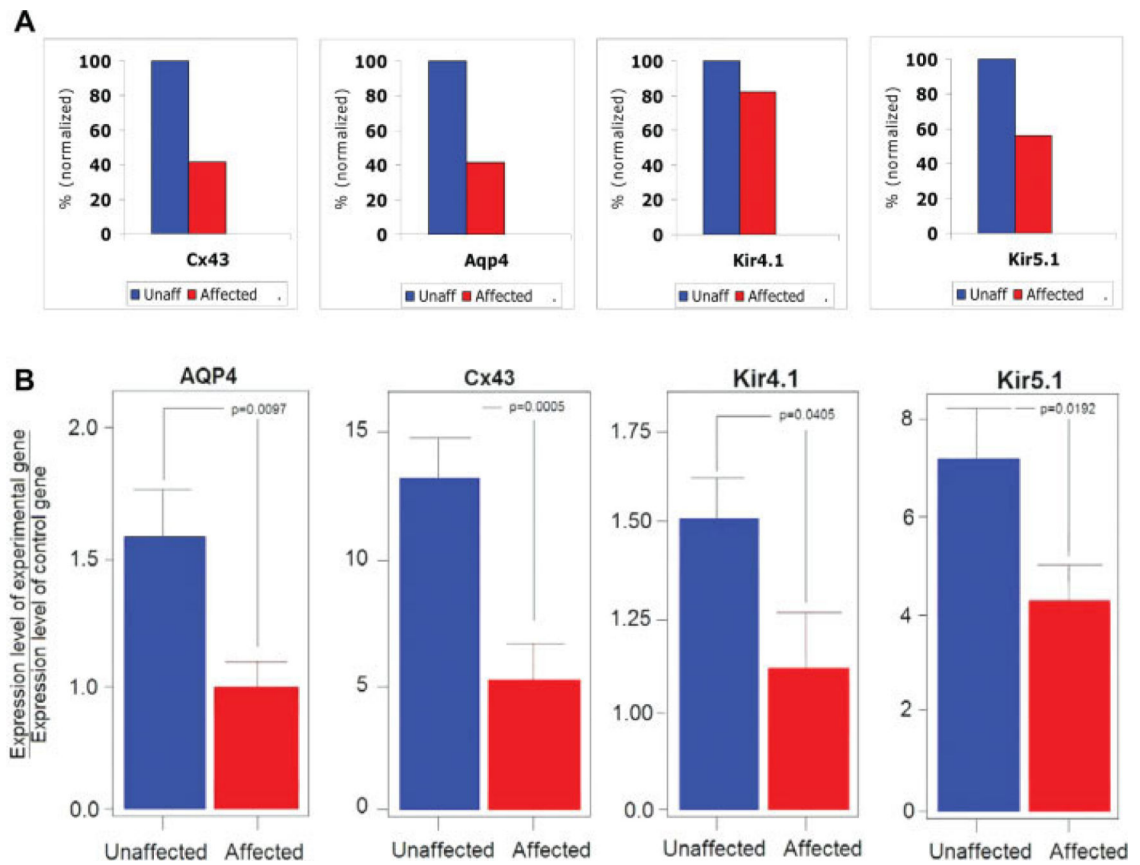 A
100
80
60
40
20
0
% (normalized)
Cx43
Unaff Affected .
100
80
60
40
20
0
% (normalized)
Aqp4
Unaff Affected .
100
80
60
40
20
0
% (normalized)
Kir4.1
Unaff Affected .
100
80
60
40
20
0
% (normalized)
Kir5.1
Unaff Affected .
B
Expression level of experimental gene
Expression level of control gene
AQP4
p=0.0097
2.0
1.5
1.0
0.0
Unaffected Affected
Cx43
p=0.0005
15
10
5
0
Unaffected Affected
Kir4.1
p=0.0405
1.75
1.50
1.25
1.00
0.0
Unaffected Affected
Kir5.1
p=0.0192
8
6
4
2
0
Unaffected Affected